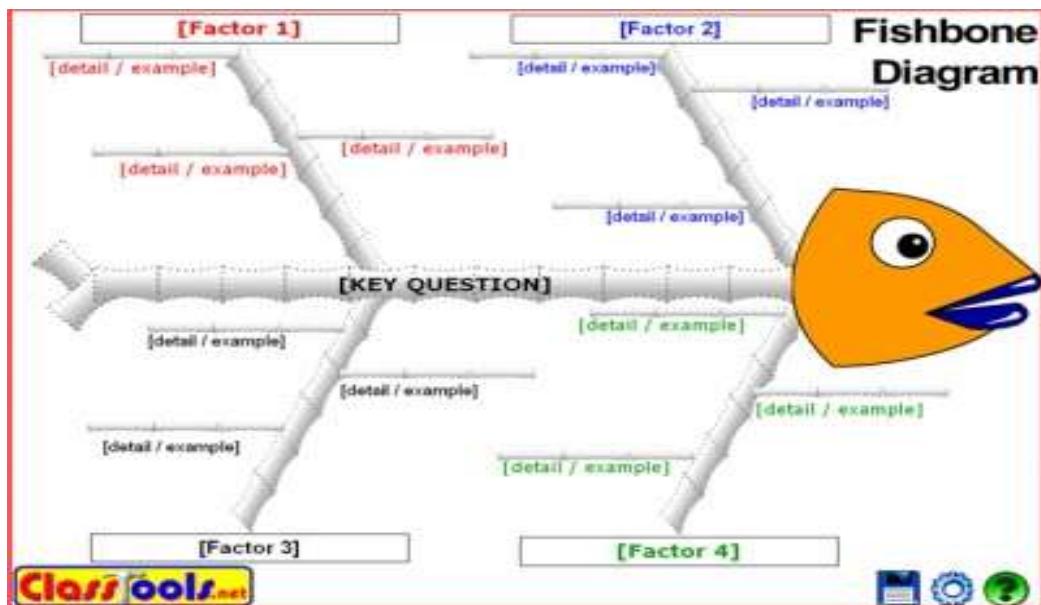 [Factor 1]
[Factor 2]
Fishbone
Diagram
[detail / example]
[detail / example]
[detail / example]
[detail / example]
[detail / example]
[detail / example]
[KEY QUESTION]
[detail / example]
[detail / example]
[detail / example]
[detail / example]
[detail / example]
[detail / example]
[Factor 3]
[Factor 4]
ClassTools.net
?